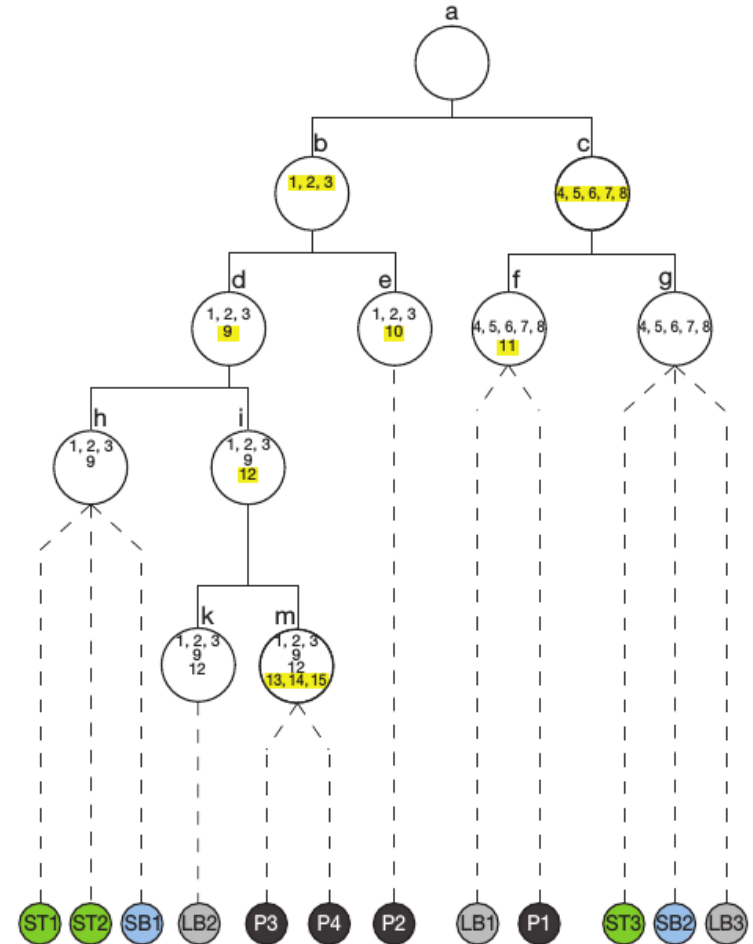 a
b
c
1, 2, 3
4, 5, 6, 7, 8
d
e
f
g
1, 2, 3
9
1, 2, 3
10
4, 5, 6, 7, 8
11
4, 5, 6, 7, 8
h
i
1, 2, 3
9
1, 2, 3
9
12
k
m
1, 2, 3
9
12
1, 2, 3
9
12
13, 14, 15
ST1 ST2 SB1 LB2 P3 P4 P2 LB1 P1 ST3 SB2 LB3